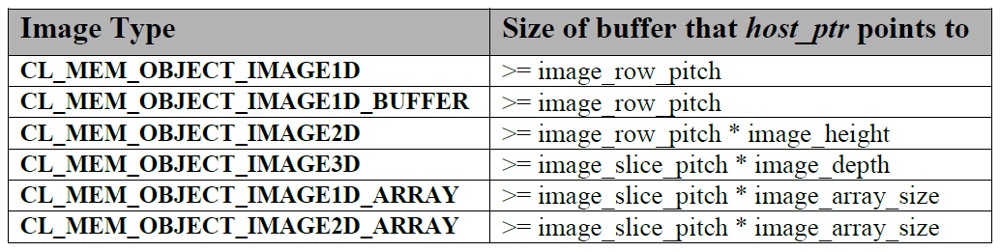 Image Type Size of buffer that host_ptr points to
CL_MEM_OBJECT_IMAGE1D >= image_row_pitch
CL_MEM_OBJECT_IMAGE1D_BUFFER >= image_row_pitch
CL_MEM_OBJECT_IMAGE2D >= image_row_pitch * image_height
CL_MEM_OBJECT_IMAGE3D >= image_slice_pitch * image_depth
CL_MEM_OBJECT_IMAGE1D_ARRAY >= image_slice_pitch * image_array_size
CL_MEM_OBJECT_IMAGE2D_ARRAY >= image_slice_pitch * image_array_size